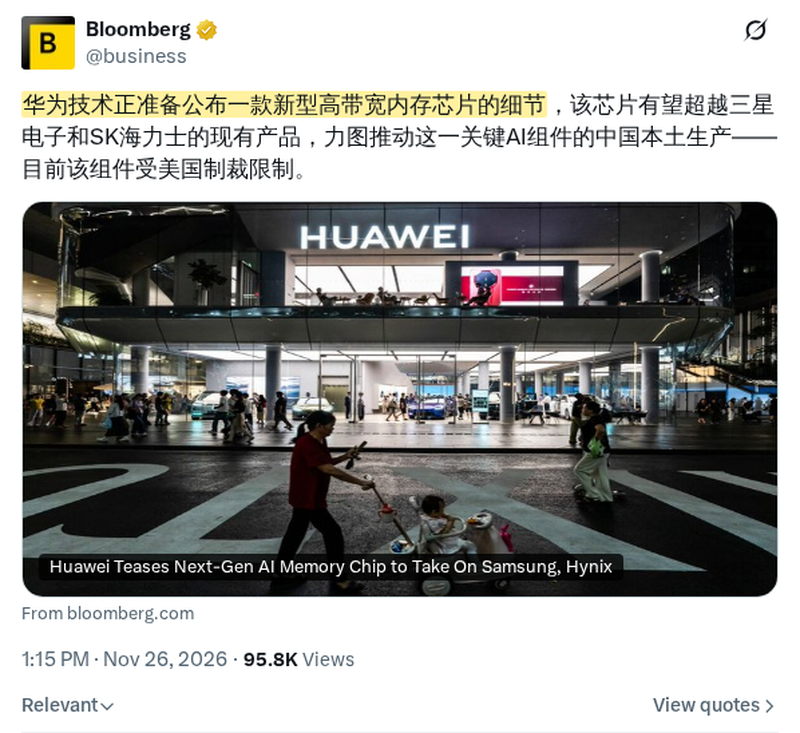 B
Bloomberg
@business
华为技术正准备公布一款新型高带宽内存芯片的细节，该芯片有望超越三星
电子和SK海力士的现有产品，力图推动这一关键AI组件的中国本土生产——
目前该组件受美国制裁限制。
HUAWEI
Huawei Teases Next-Gen AI Memory Chip to Take On Samsung, Hynix
From bloomberg.com
1:15 PM · Nov 26, 2026 · 95.8K Views
Relevant
View quotes